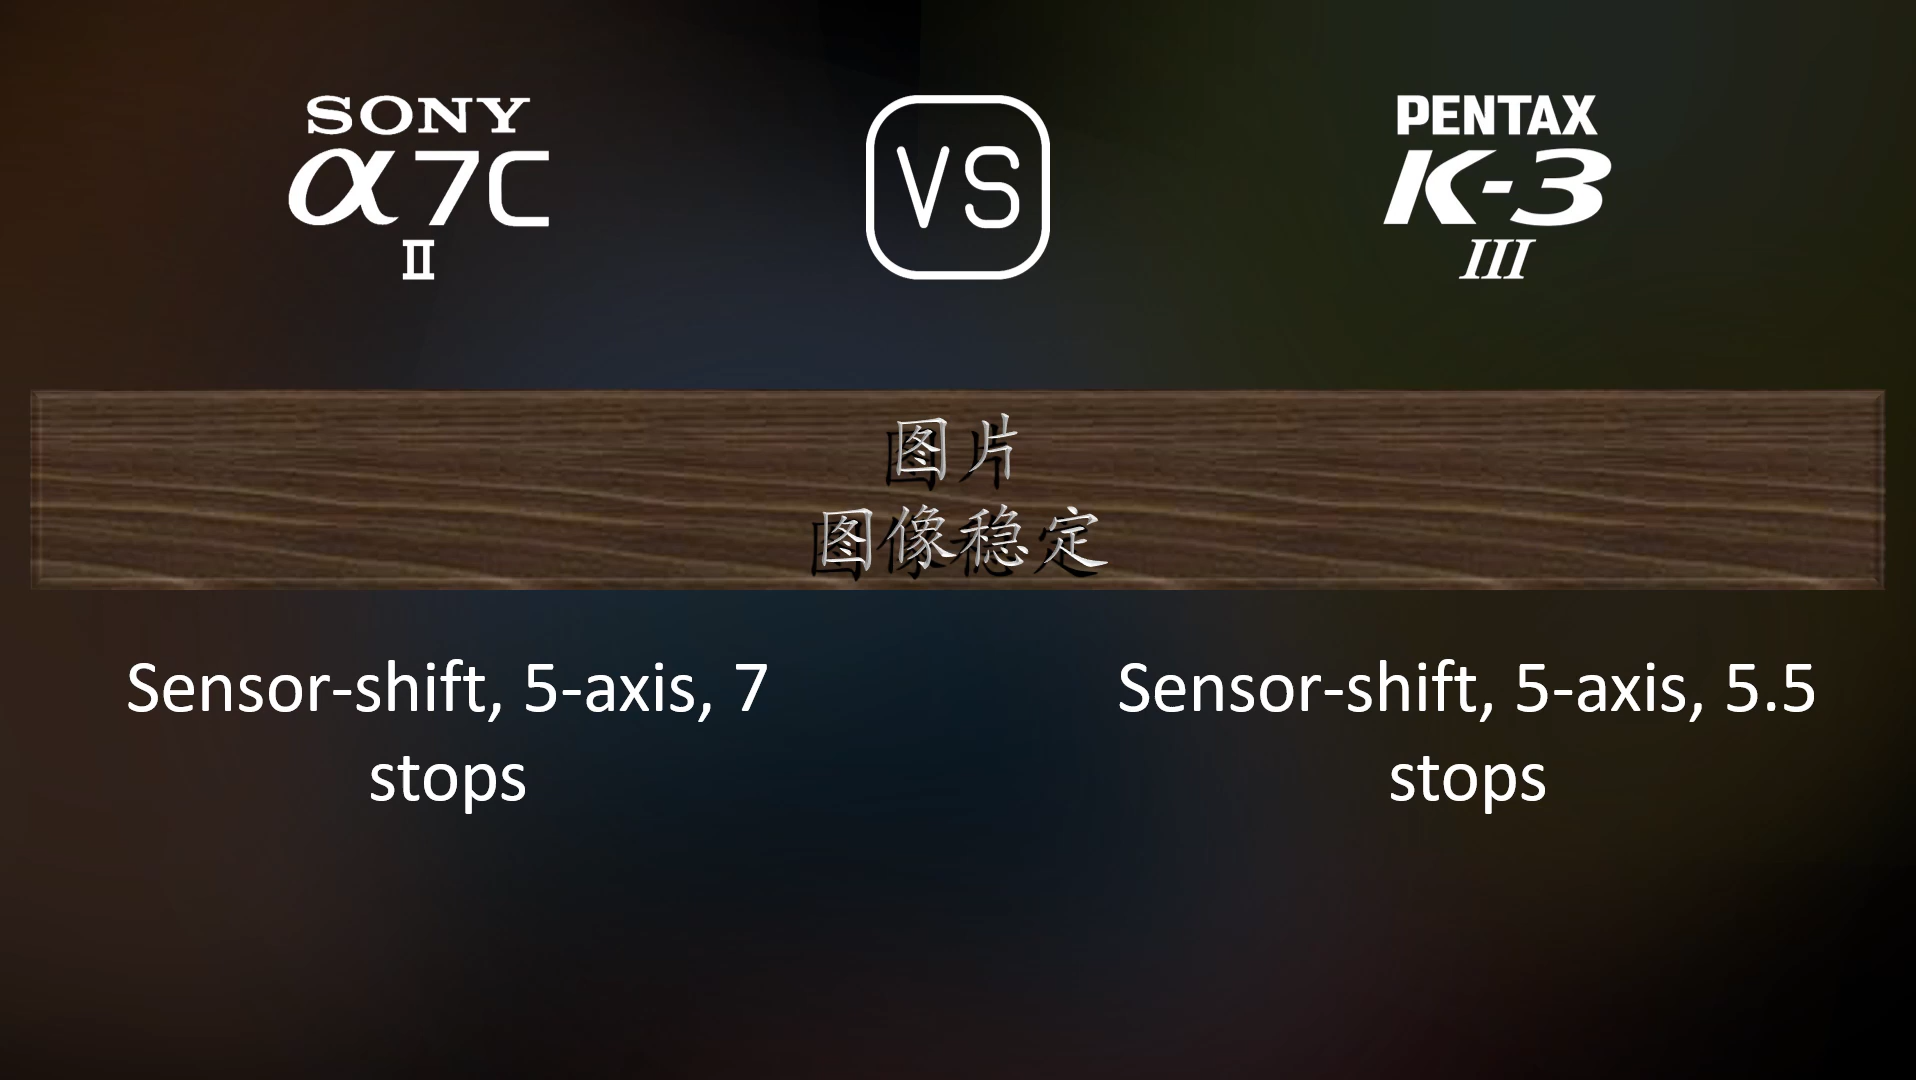 SONY
α7C
II
VS
PENTAX
K-3
III
图片
图像稳定
Sensor-shift, 5-axis, 7
stops
Sensor-shift, 5-axis, 5.5
stops